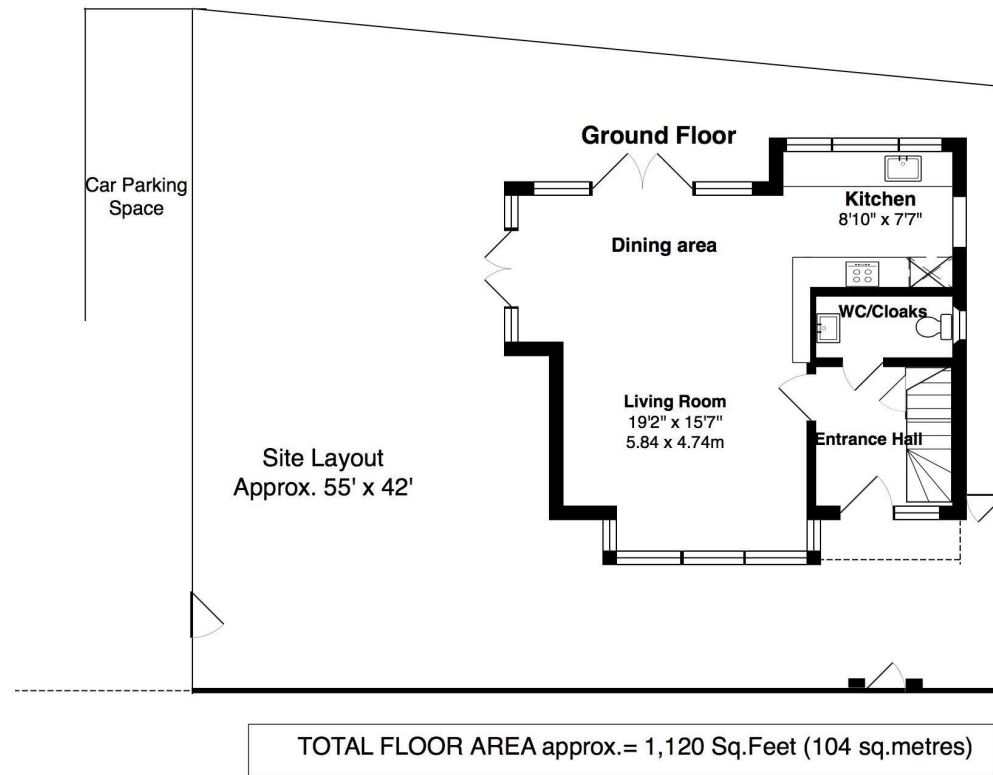 Ground Floor
Car Parking
Space
Kitchen
8'10" x 7'7"
Dining area
WC/Cloaks
Living Room
19'2" x 15'7"
5.84 x 4.74m
Entrance Hall
Site Layout
Approx. 55' x 42'
TOTAL FLOOR AREA approx.= 1,120 Sq.Feet (104 sq.metres)